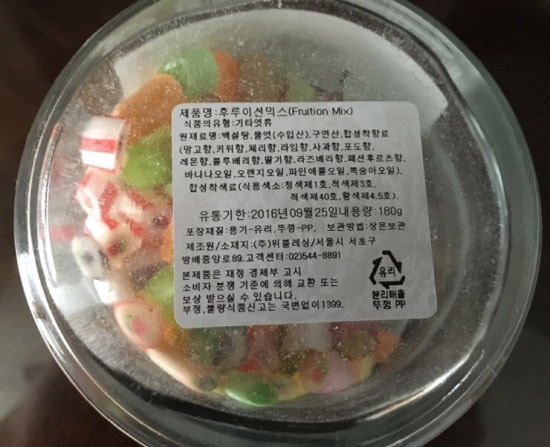 제품명:후루이션믹스(Fruition Mix)
식품의유형:기타엿류
원재료명:백설탕,물엿(수입산),구연산,합성착향료
(망고향,키위향,체리향,라임향,사과향,포도향,
레몬향,블루베리향,딸기향,라즈베리향,패션후르츠향,
바나나오일,오렌지오일,파인애플오일,복숭아오일).
합성착색료(식용색소:청색제1호,적색제3호,
적색제40호,황색제4,5호).
유통기한:2016년09월25일내용량:180g
포장재질:용기-유리,뚜껑-PP, 보관방법:상온보관
제조원/소재지:(주)위블레싱/서울시 서초구
방배중앙로89,고객센터:02)544-8891
본제품은 재정 경제부 고시
소비자 분쟁 기준에 의해 교환 또는
보상 받으실 수 있습니다.
부정,불량식품신고는 국번없이1399,
유리
분리배출
뚜껑 PP